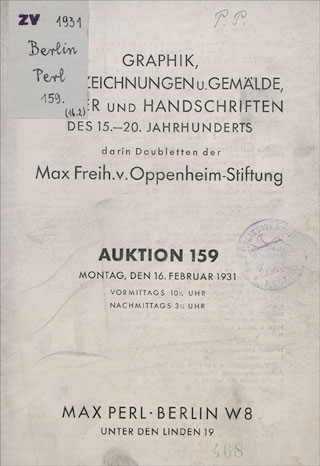 ZV 1931
Berlin
Perl
159.
(16.2)
P. P.
GRAPHIK,
ZEICHNUNGEN U. GEMÄLDE,
ER UND HANDSCHRIFTEN
DES 15.—20. JAHRHUNDERTS
darin Doubletten der
Max Freih. v. Oppenheim-Stiftung
AUKTION 159
MONTAG, DEN 16. FEBRUAR 1931
VORMITTAGS 10½ UHR
NACHMITTAGS 3½ UHR
MAX PERL · BERLIN W8
UNTER DEN LINDEN 19
468